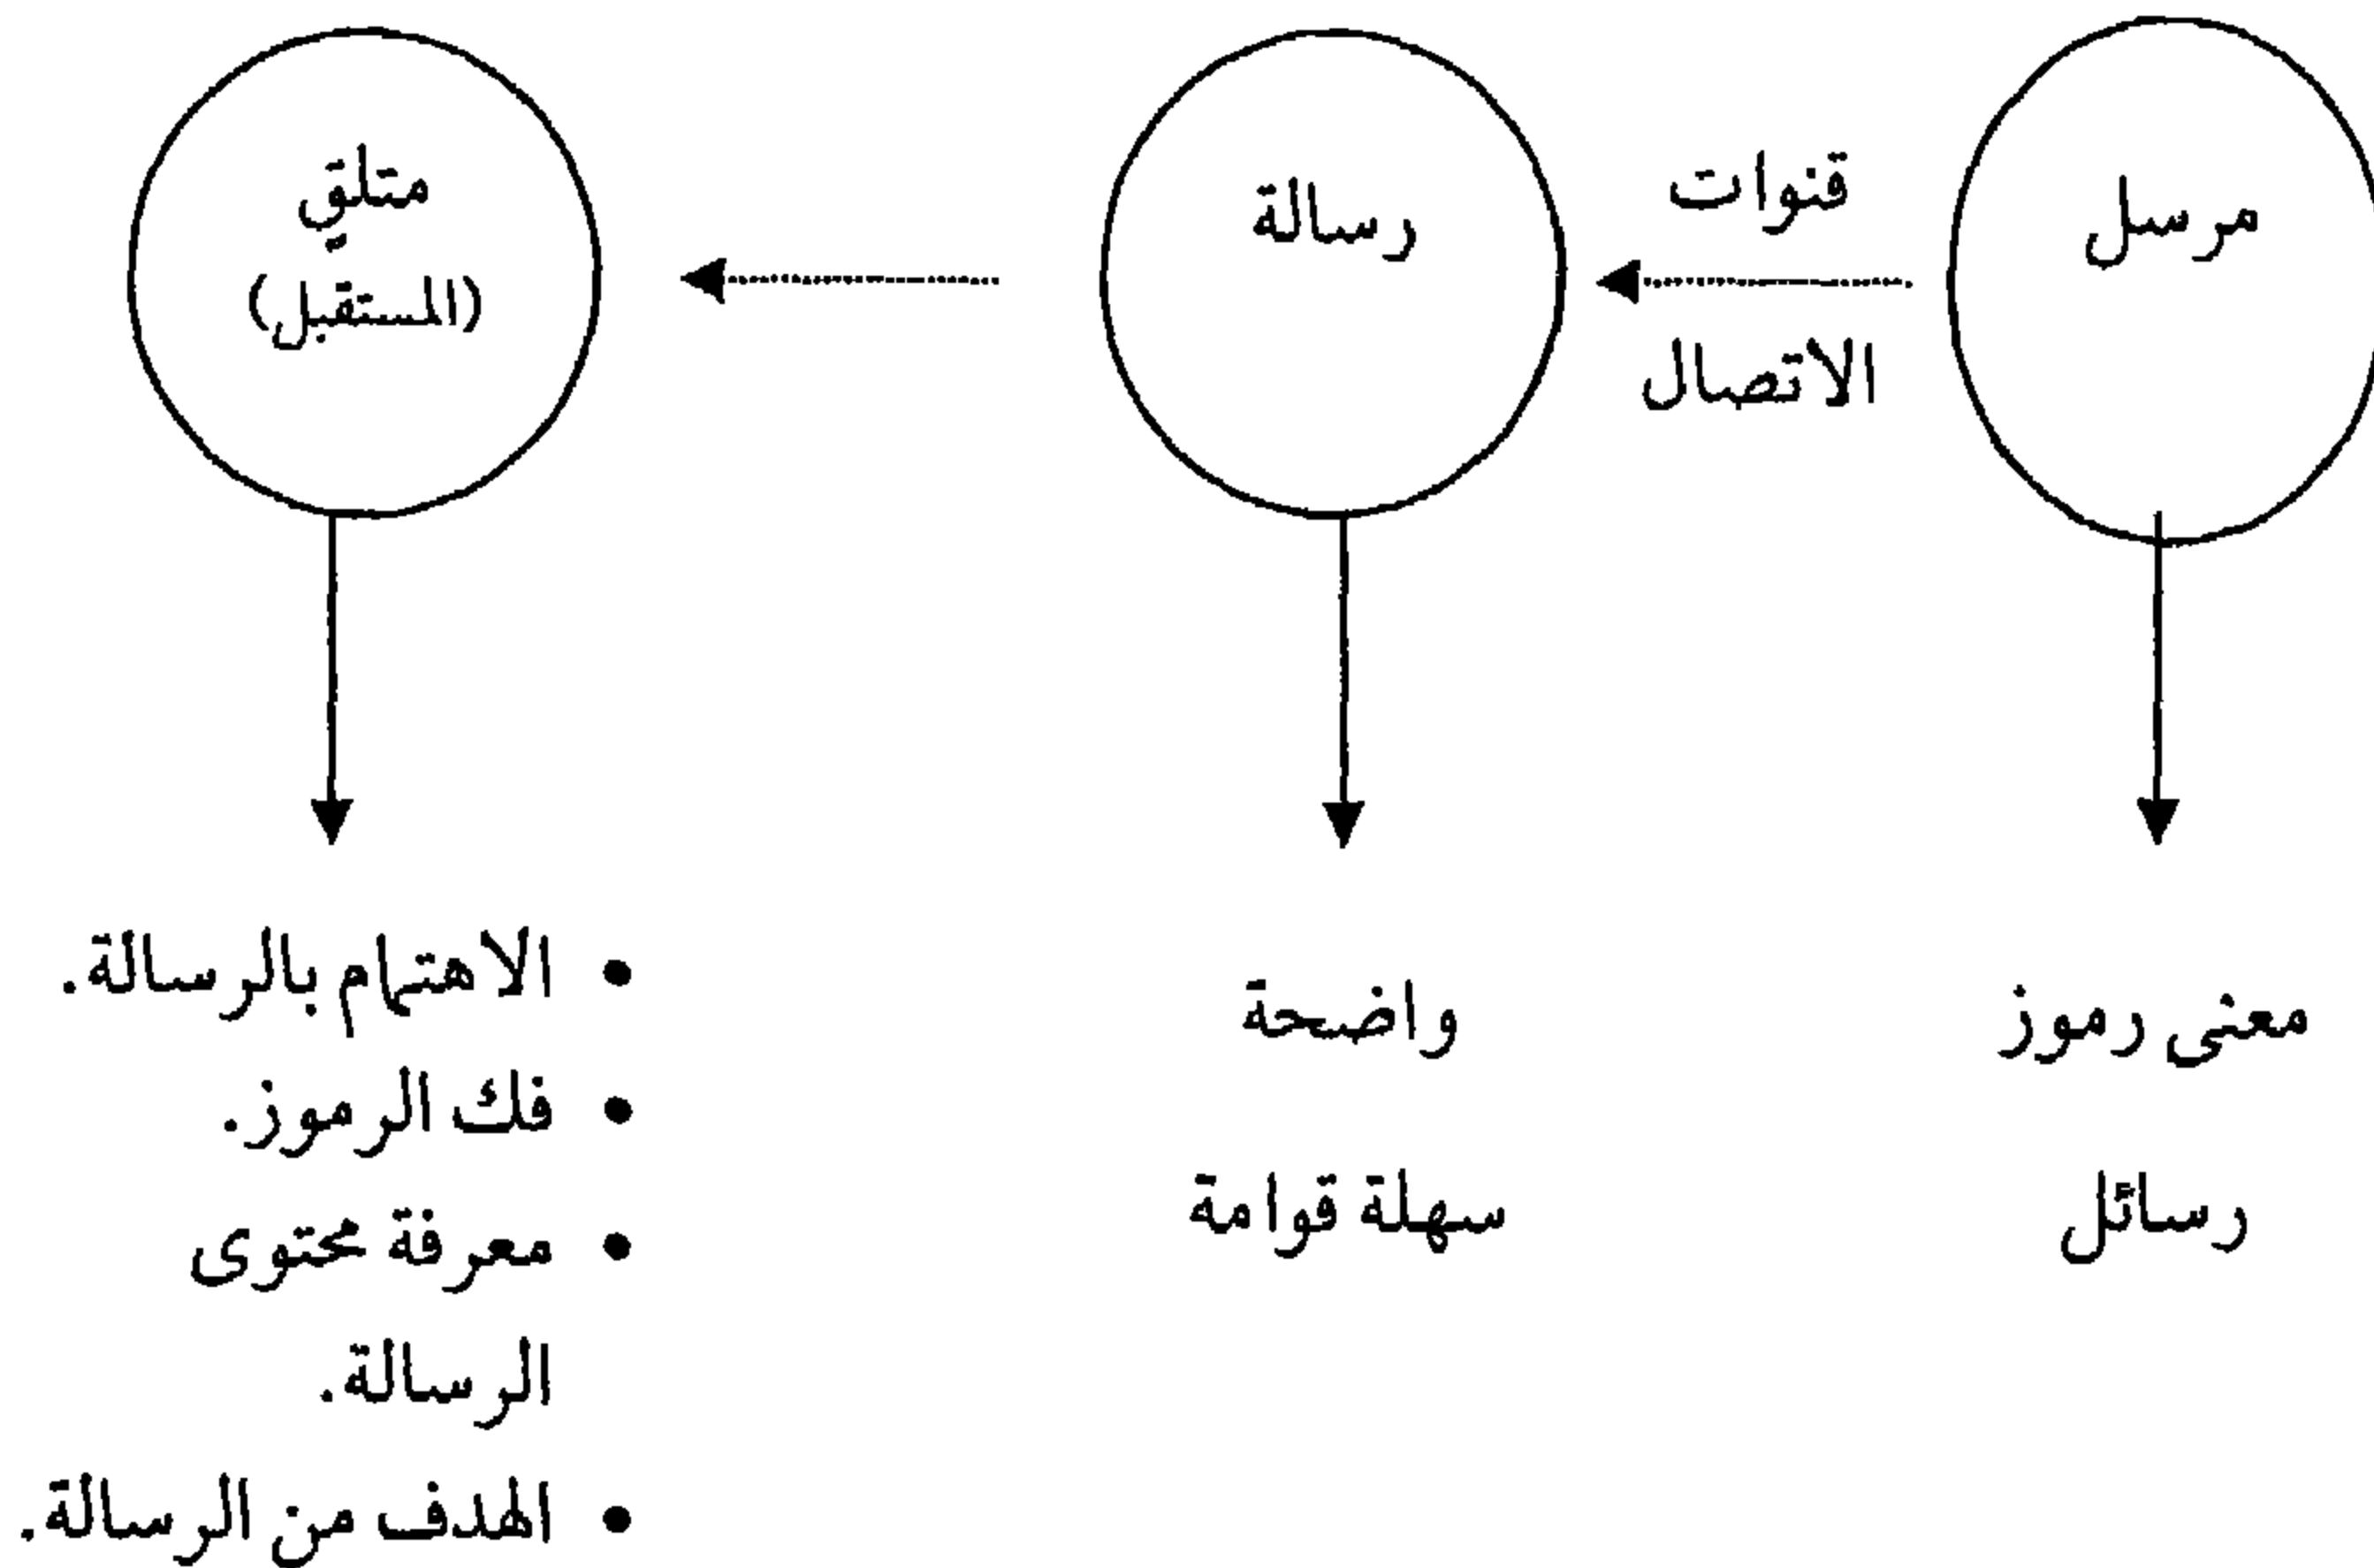 مرسل
قنوات
الاتصال
رسالة
متلقٍ
(المستقبل)
معنى رموز
رسائل
واضحة
سهلة قوامة
• الاهتمام بالرسالة.
• فك الرموز.
• معرفة محتوى
الرسالة.
• الهدف من الرسالة.